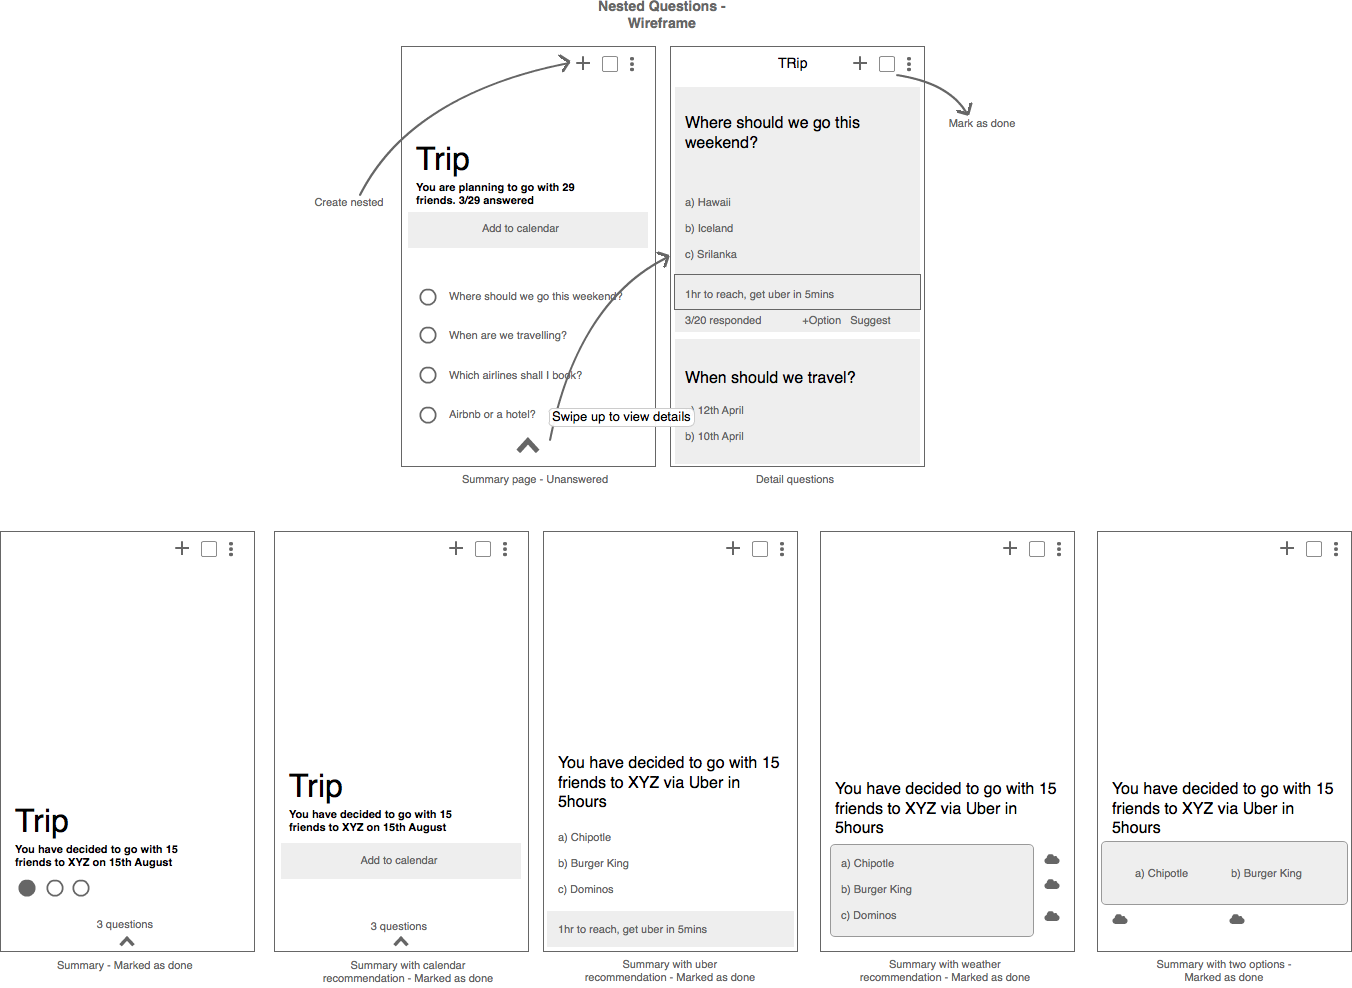 Nested Questions -
Wireframe
Create nested
Trip
You are planning to go with 29
friends. 3/29 answered
Add to calendar
Where should we go this weekend?
When are we travelling?
Which airlines shall I book?
Airbnb or a hotel?
Swipe up to view details
Summary page - Unanswered
TRip
Mark as done
Where should we go this
weekend?
a) Hawaii
b) Iceland
c) Srilanka
1hr to reach, get uber in 5mins
3/20 responded +Option Suggest
When should we travel?
) 12th April
b) 10th April
Detail questions
Trip
You have decided to go with 15
friends to XYZ on 15th August
3 questions
Summary - Marked as done
Trip
You have decided to go with 15
friends to XYZ on 15th August
Add to calendar
3 questions
Summary with calendar
recommendation - Marked as done
You have decided to go with 15
friends to XYZ via Uber in
5hours
a) Chipotle
b) Burger King
c) Dominos
1hr to reach, get uber in 5mins
Summary with uber
recommendation - Marked as done
You have decided to go with 15
friends to XYZ via Uber in
5hours
a) Chipotle
b) Burger King
c) Dominos
Summary with weather
recommendation - Marked as done
You have decided to go with 15
friends to XYZ via Uber in
5hours
a) Chipotle b) Burger King
Summary with two options -
Marked as done